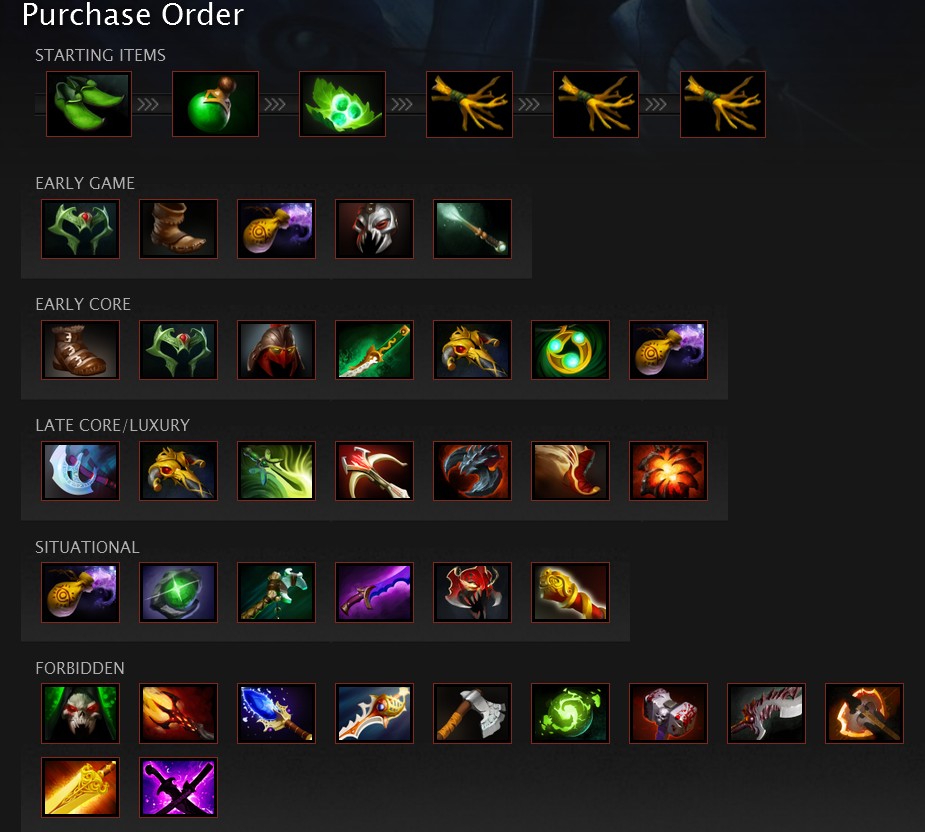 Purchase Order
STARTING ITEMS
EARLY GAME
EARLY CORE
LATE CORE/LUXURY
SITUATIONAL
FORBIDDEN